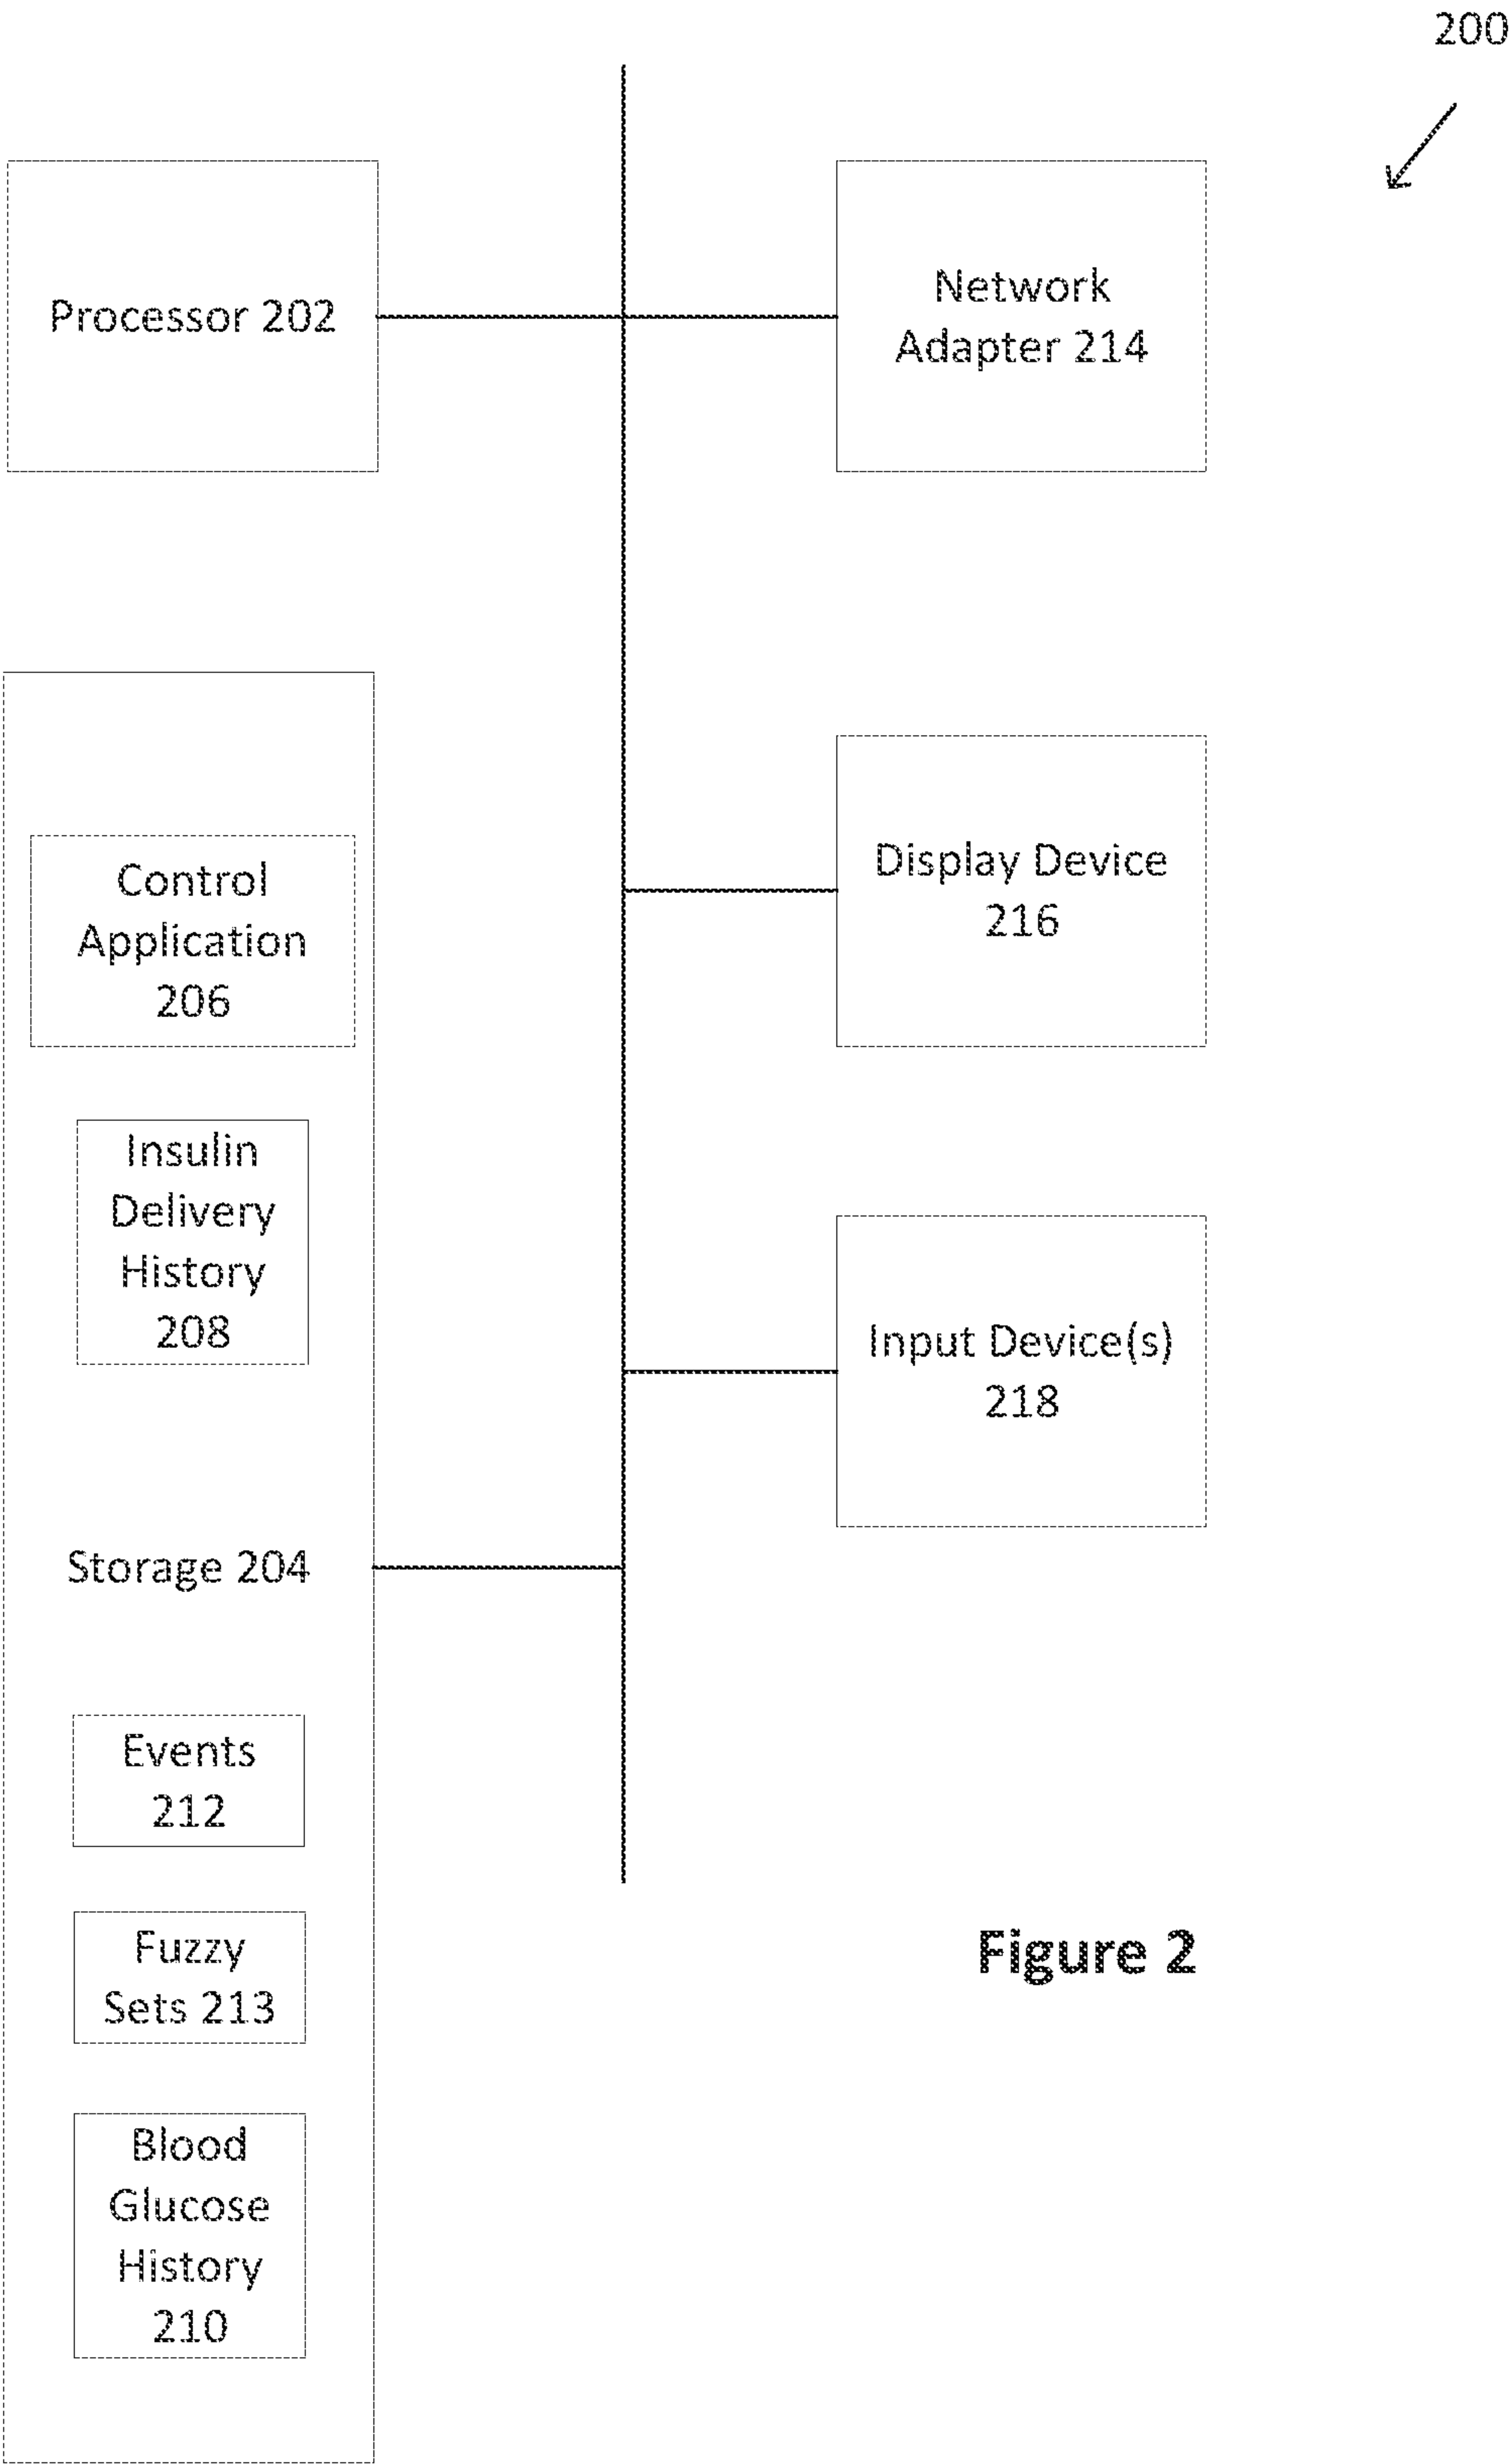 200
Processor 202
Network
Adapter 214
Control
Application
206
Display Device
216
Insulin
Delivery
History
208
Input Device(s)
218
Storage 204
Events
212
Fuzzy
Sets 213
Blood
Glucose
History
210
Figure 2